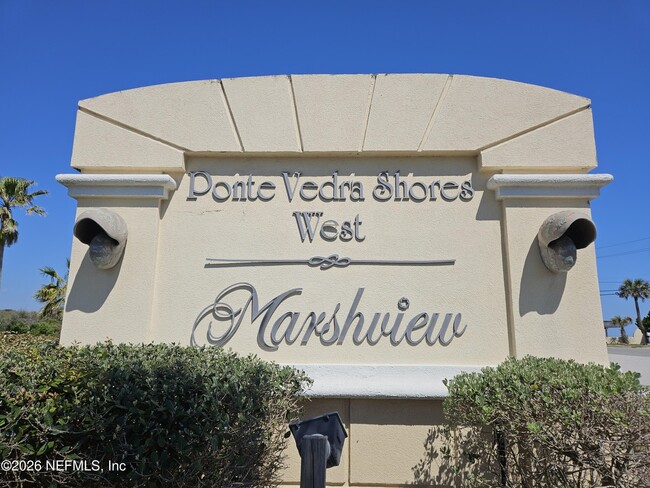 Ponte Vedra Shores
West
Marshview
©2026 NEFMLS, Inc